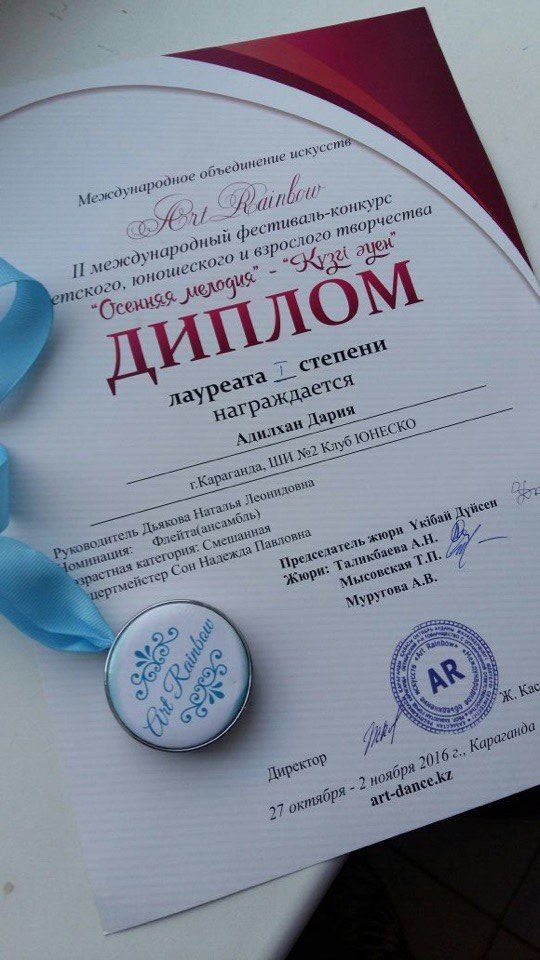 Международное объединение искусств
Art Rainbow
II международный фестиваль-конкурс
етского, юношеского и взрослого творчества
"Осенняя мелодия" - "Күзгі әуен"
ДИПЛОМ
лауреата I степени
награждается
Адилхан Дария
г.Караганда, ШИ №2 Клуб ЮНЕСКО
Руководитель Дьякова Наталья Леонидовна
Номинация: Флейта(ансамбль)
Возрастная категория: Смешанная
цертмейстер Сон Надежда Павловна
Председатель жюри Үкібай Дүйсен
Жюри: Таликбаева А.Н.
Мысовская Т.П.
Муругова А.В.
Art Rainbow
AR
Директор
Ж. Кас
27 октября - 2 ноября 2016 г., Караганда
art-dance.kz